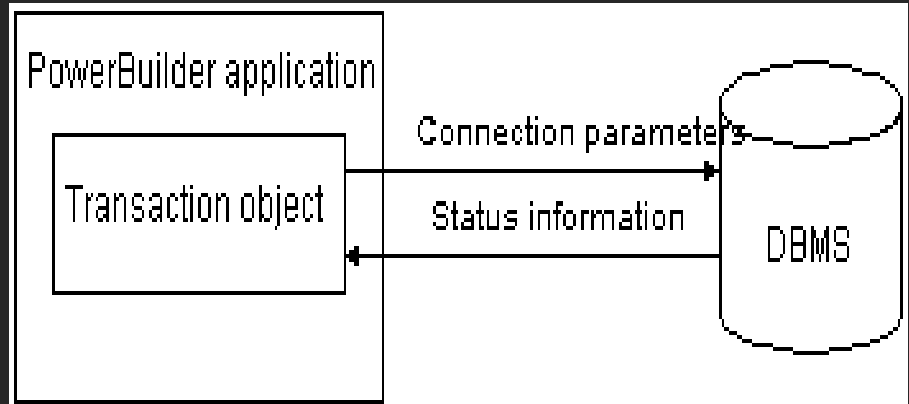 PowerBuilder application
Connection parameters
Transaction object
Status information
DBMS